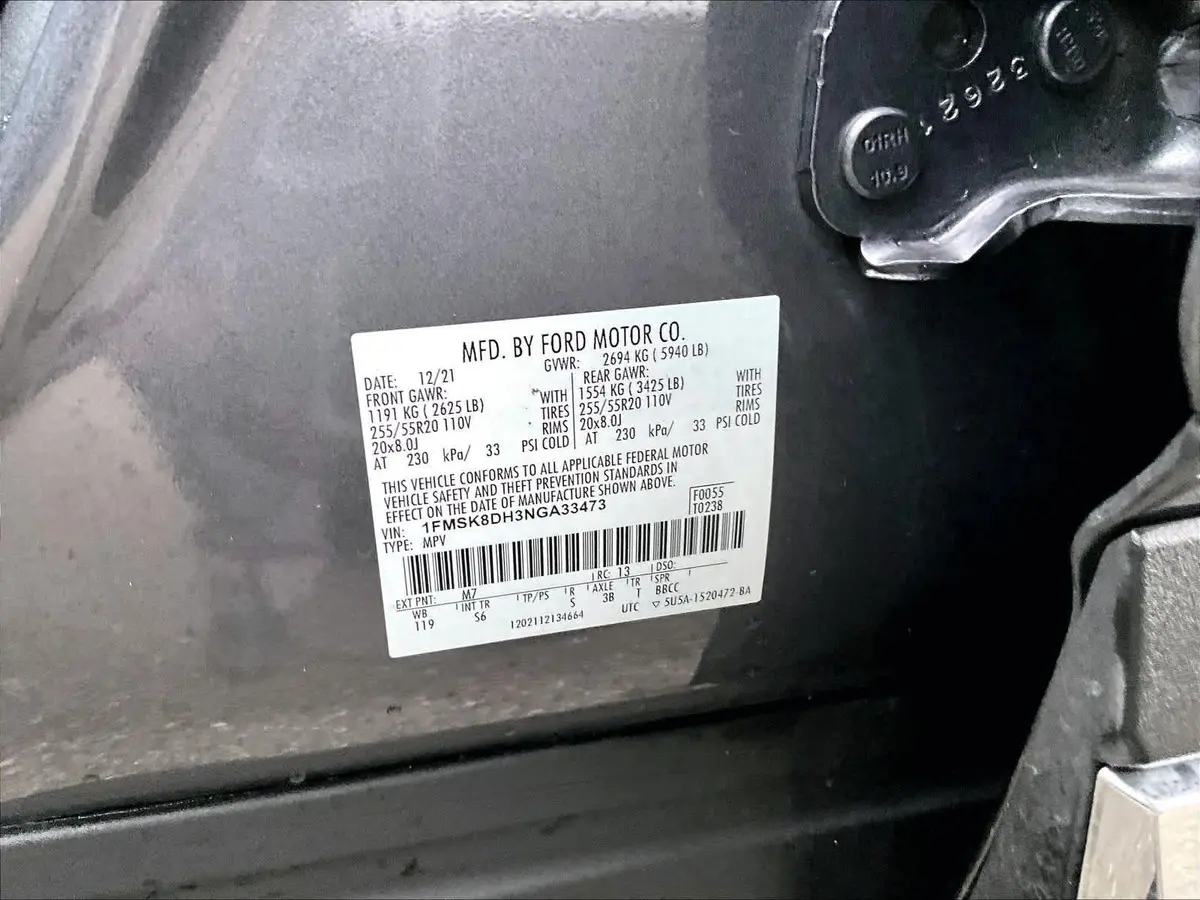 32621
01RH
10.9
MFD. BY FORD MOTOR CO.
DATE: 12/21 GVWR: 2694 KG ( 5940 LB)
FRONT GAWR: REAR GAWR:
1191 KG ( 2625 LB) WITH 1554 KG ( 3425 LB) WITH
255/55R20 110V TIRES 255/55R20 110V TIRES
20x8.0J RIMS 20x8.0J RIMS
AT 230 kPa/ 33 PSI COLD AT 230 kPa/ 33 PSI COLD
THIS VEHICLE CONFORMS TO ALL APPLICABLE FEDERAL MOTOR
VEHICLE SAFETY AND THEFT PREVENTION STANDARDS IN
EFFECT ON THE DATE OF MANUFACTURE SHOWN ABOVE.
VIN: 1FMSK8DH3NGA33473 F0055
TYPE: MPV T0238
EXT PNT: M7 RC: 13 DSO:
WB INT TR TP/PS R AXLE TR SPR
119 S6 S 3B T BBCC
1202112134664 UTC ▽ 5U5A-1520472-BA